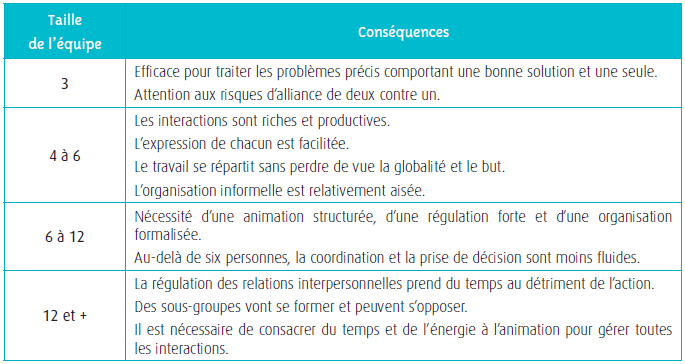 Taille
de l'équipe
Conséquences
3
Efficace pour traiter les problèmes précis comportant une bonne solution et une seule.
Attention aux risques d'alliance de deux contre un.
4 à 6
Les interactions sont riches et productives.
L'expression de chacun est facilitée.
Le travail se répartit sans perdre de vue la globalité et le but.
L'organisation informelle est relativement aisée.
6 à 12
Nécessité d'une animation structurée, d'une régulation forte et d'une organisation
formalisée.
Au-delà de six personnes, la coordination et la prise de décision sont moins fluides.
12 et +
La régulation des relations interpersonnelles prend du temps au détriment de l'action.
Des sous-groupes vont se former et peuvent s'opposer.
Il est nécessaire de consacrer du temps et de l'énergie à l'animation pour gérer toutes
les interactions.